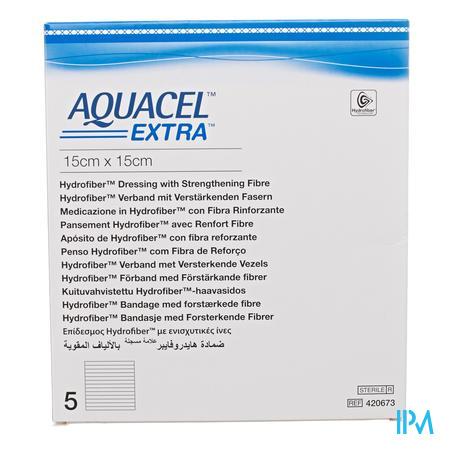 AQUACEL™
EXTRA™
Hydrofiber™
15cm x 15cm
Hydrofiber™ Dressing with Strengthening Fibre
Hydrofiber™ Verband mit Verstärkenden Fasern
Medicazione in Hydrofiber™ con Fibra Rinforzante
Pansement Hydrofiber™ avec Renfort Fibre
Apósito de Hydrofiber™ con fibra reforzante
Penso Hydrofiber™ com Fibra de Reforço
Hydrofiber™ Verband met Versterkende Vezels
Hydrofiber™ Förband med Förstärkande fibrer
Kuituvahvistettu Hydrofiber™-haavasidos
Hydrofiber™ Bandage med forstærkede fibre
Hydrofiber™ Bandasje med Forsterkende Fibrer
Επίδεσμος Hydrofiber™ με ενισχυτικές ίνες
ضمادة هايدروفايبر علامة مسجلة بالألياف المقوية
5
STERILE R
REF 420673
IPM